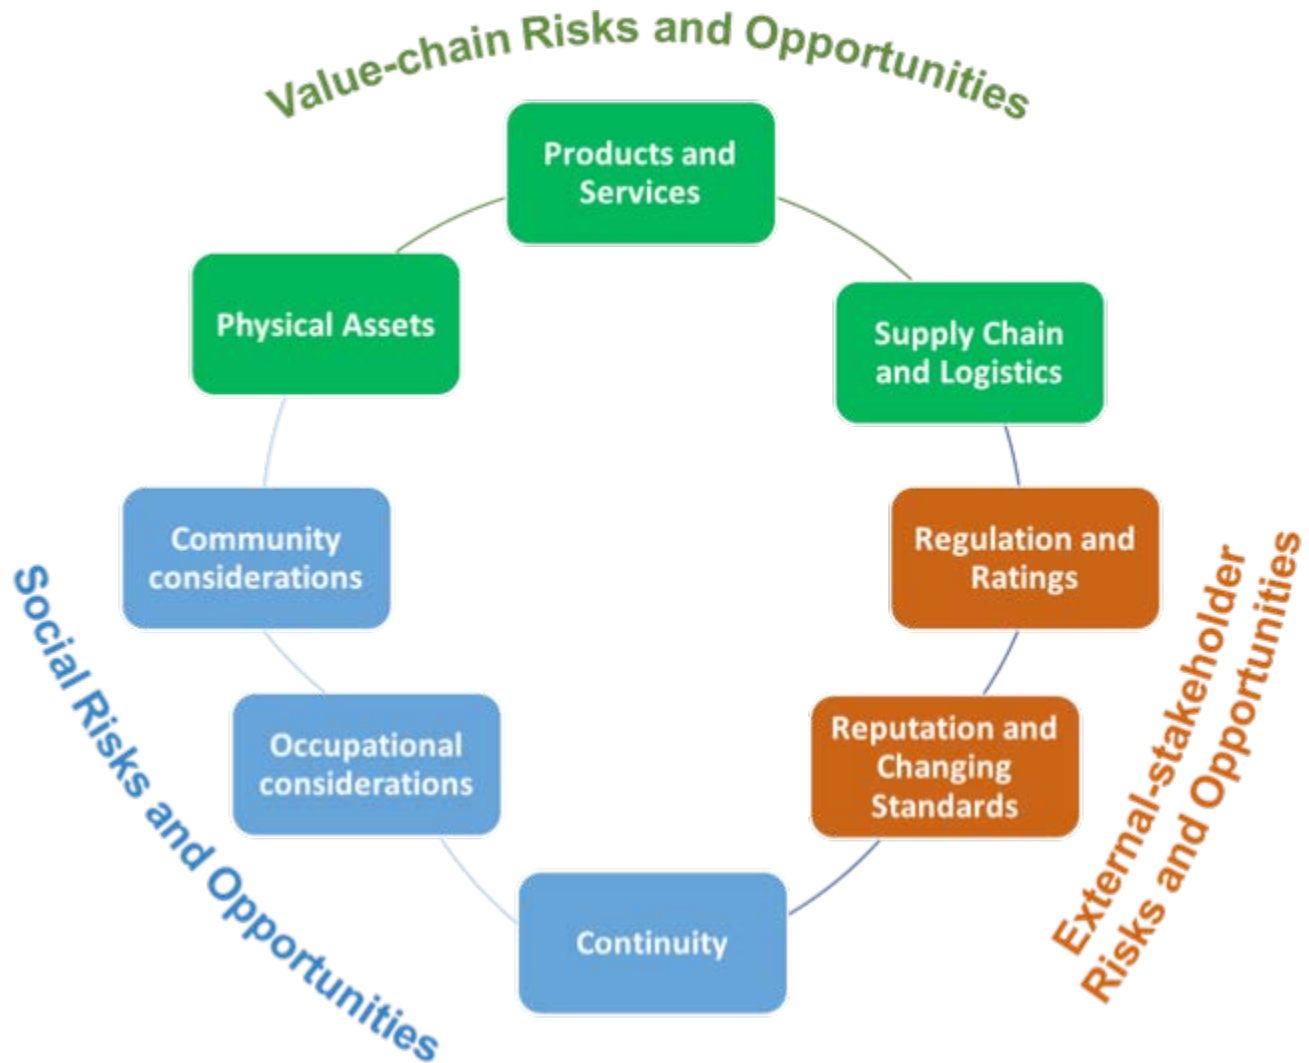 Value-chain Risks and Opportunities
Products and
Services
Physical Assets
Supply Chain
and Logistics
Community
considerations
Regulation and
Ratings
Occupational
considerations
Reputation and
Changing
Standards
Continuity
Social Risks and Opportunities
External-stakeholder
Risks and Opportunities